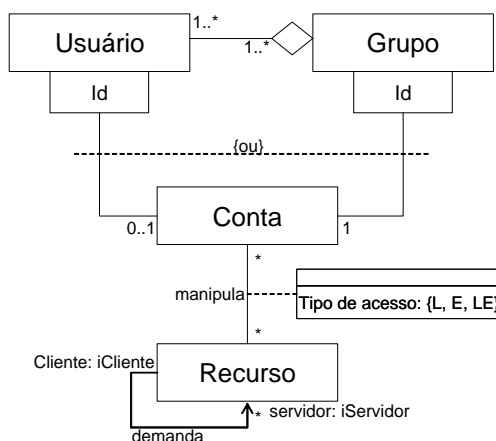 Usuário
1..*
1..*
Grupo
Id
Id
{ou}
0..1
Conta
1
*
manipula
Tipo de acesso: {L, E, LE}
*
Cliente: iCliente
Recurso
* servidor: iServidor
demanda